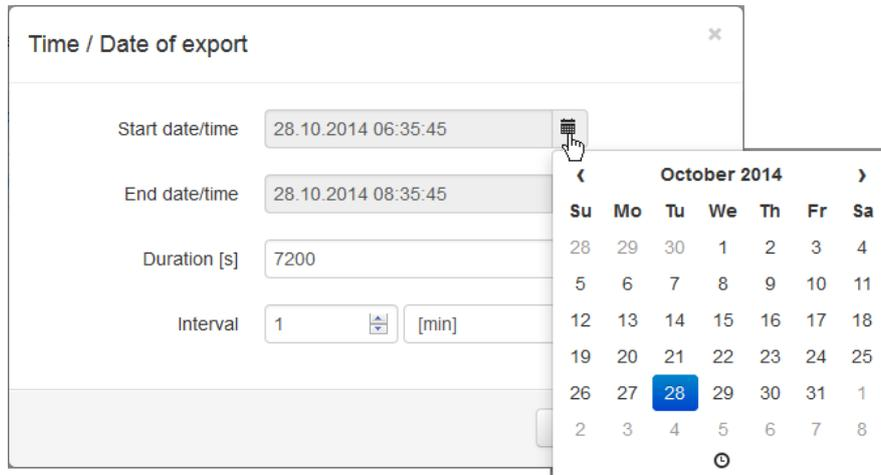 Time / Date of export ×
Start date/time 28.10.2014 06:35:45
End date/time 28.10.2014 08:35:45
Duration [s] 7200
Interval 1 [min]
‹ October 2014 ›
Su Mo Tu We Th Fr Sa
28 29 30 1 2 3 4
5 6 7 8 9 10 11
12 13 14 15 16 17 18
19 20 21 22 23 24 25
26 27 28 29 30 31 1
2 3 4 5 6 7 8